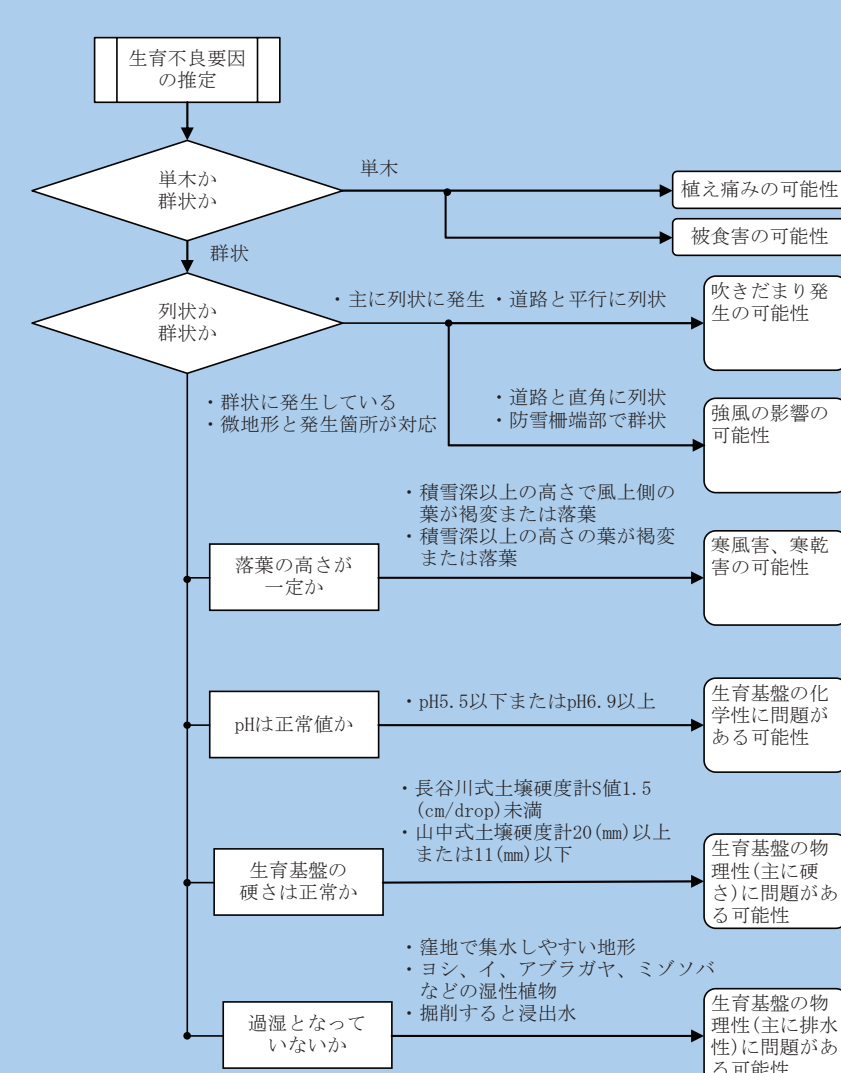 生育不良要因
の推定
単木か
群状か
単木
植え痛みの可能性
被食害の可能性
群状
列状か
群状か
・主に列状に発生 ・道路と平行に列状
吹きだまり発
生の可能性
・群状に発生している
・微地形と発生箇所が対応
・道路と直角に列状
・防雪柵端部で群状
強風の影響の
可能性
・積雪深以上の高さで風上側の
葉が褐変または落葉
・積雪深以上の高さの葉が褐変
または落葉
落葉の高さが
一定か
寒風害、寒乾
害の可能性
pHは正常値か
・pH5.5以下またはpH6.9以上
生育基盤の化
学性に問題が
ある可能性
・長谷川式土壌硬度計S値1.5
(cm/drop)未満
・山中式土壌硬度計20(mm)以上
または11(mm)以下
生育基盤の
硬さは正常か
生育基盤の物
理性(主に硬
さ)に問題があ
る可能性
・窪地で集水しやすい地形
・ヨシ、イ、アブラガヤ、ミゾソバ
などの湿性植物
・掘削すると浸出水
過湿となって
いないか
生育基盤の物
理性(主に排水
性)に問題があ
る可能性